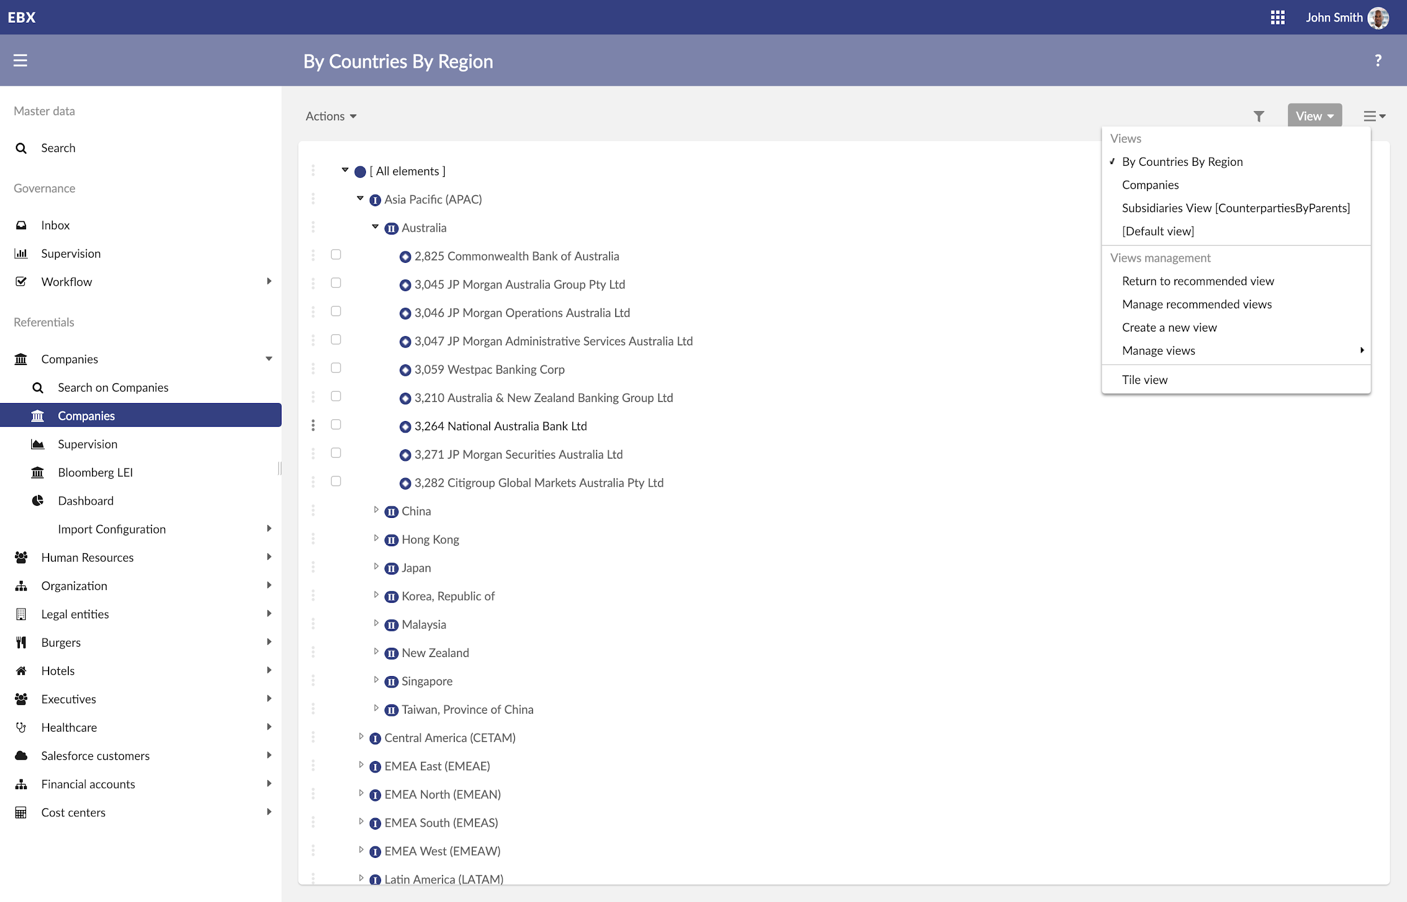 EBX
John Smith
By Countries By Region
?
Master data
Search
Governance
Inbox
Supervision
Workflow
Referentials
Companies
Search on Companies
Companies
Supervision
Bloomberg LEI
Dashboard
Import Configuration
Human Resources
Organization
Legal entities
Burgers
Hotels
Executives
Healthcare
Salesforce customers
Financial accounts
Cost centers
Actions
View
[ All elements ]
I Asia Pacific (APAC)
II Australia
2,825 Commonwealth Bank of Australia
3,045 JP Morgan Australia Group Pty Ltd
3,046 JP Morgan Operations Australia Ltd
3,047 JP Morgan Administrative Services Australia Ltd
3,059 Westpac Banking Corp
3,210 Australia & New Zealand Banking Group Ltd
3,264 National Australia Bank Ltd
3,271 JP Morgan Securities Australia Ltd
3,282 Citigroup Global Markets Australia Pty Ltd
II China
II Hong Kong
II Japan
II Korea, Republic of
II Malaysia
II New Zealand
II Singapore
II Taiwan, Province of China
I Central America (CETAM)
I EMEA East (EMEAE)
I EMEA North (EMEAN)
I EMEA South (EMEAS)
I EMEA West (EMEAW)
I Latin America (LATAM)
Views
By Countries By Region
Companies
Subsidiaries View [CounterpartiesByParents]
[Default view]
Views management
Return to recommended view
Manage recommended views
Create a new view
Manage views
Tile view